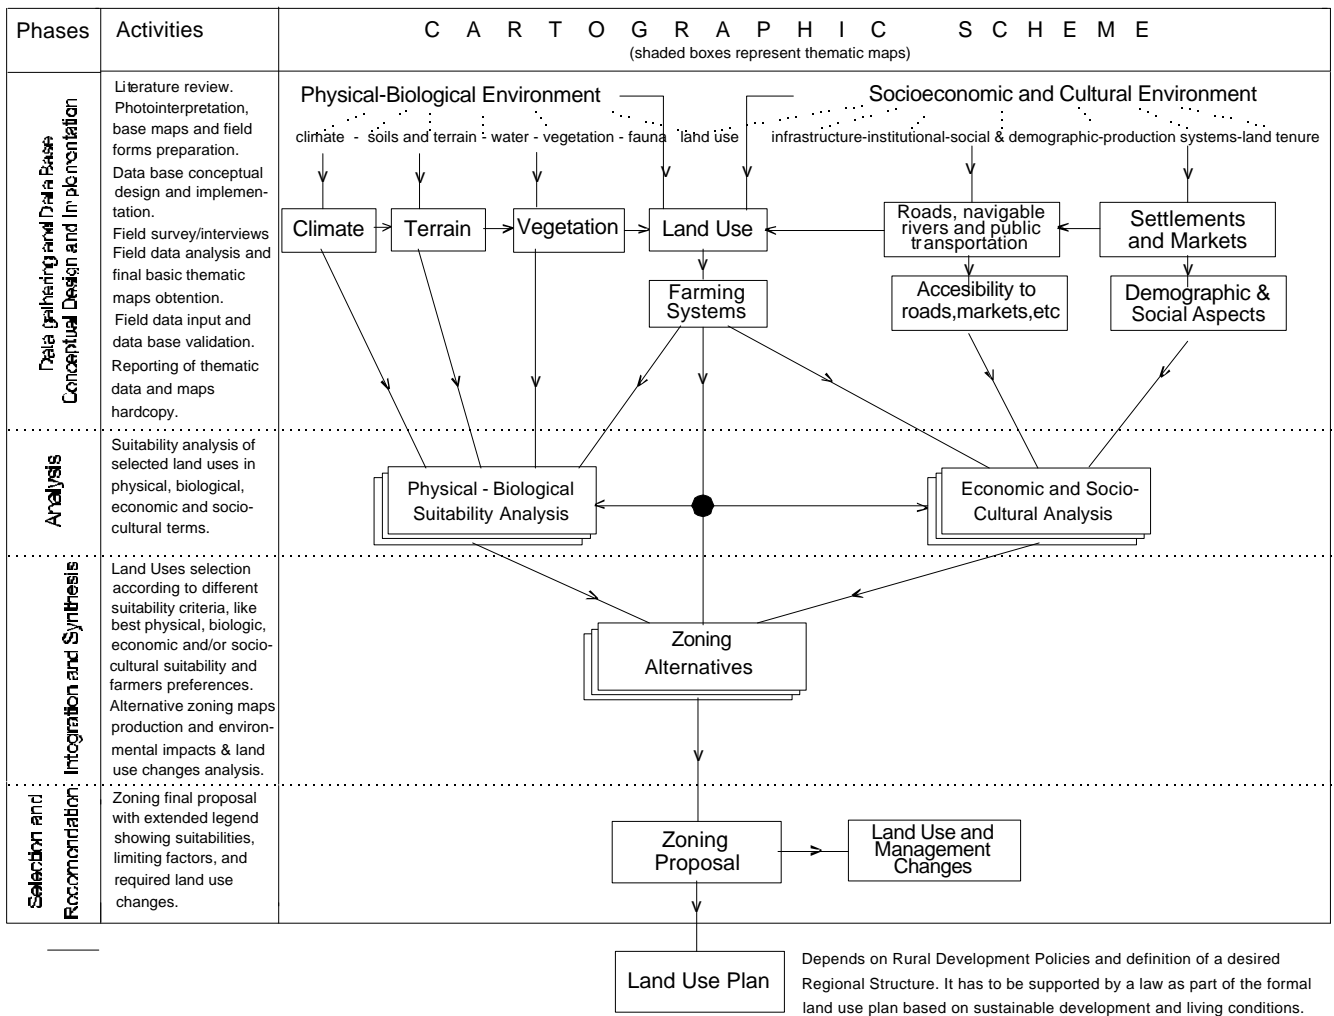 Phases
Activities
C A R T O G R A P H I C S C H E M E
(shaded boxes represent thematic maps)
Data gathering and Data Base
Conceptual Design and Implementation
Literature review.
Photointerpretation,
base maps and field
forms preparation.
Data base conceptual
design and implemen-
tation.
Field survey/interviews
Field data analysis and
final basic thematic
maps obtention.
Field data input and
data base validation.
Reporting of thematic
data and maps
hardcopy.
Physical-Biological Environment
Socioeconomic and Cultural Environment
climate - soils and terrain - water - vegetation - fauna land use
infrastructure-institutional-social & demographic-production systems-land tenure
Climate
Terrain
Vegetation
Land Use
Roads, navigable
rivers and public
transportation
Settlements
and Markets
Farming
Systems
Accesibility to
roads,markets,etc
Demographic &
Social Aspects
Analysis
Suitability analysis of
selected land uses in
physical, biological,
economic and socio-
cultural terms.
Physical - Biological
Suitability Analysis
Economic and Socio-
Cultural Analysis
Intogration and Synthesis
Land Uses selection
according to different
suitability criteria, like
best physical, biologic,
economic and/or socio-
cultural suitability and
farmers preferences.
Alternative zoning maps
production and environ-
mental impacts & land
use changes analysis.
Zoning
Alternatives
Selection and
Rocomondation
Zoning final proposal
with extended legend
showing suitabilities,
limiting factors, and
required land use
changes.
Zoning
Proposal
Land Use and
Management
Changes
Land Use Plan
Depends on Rural Development Policies and definition of a desired
Regional Structure. It has to be supported by a law as part of the formal
land use plan based on sustainable development and living conditions.